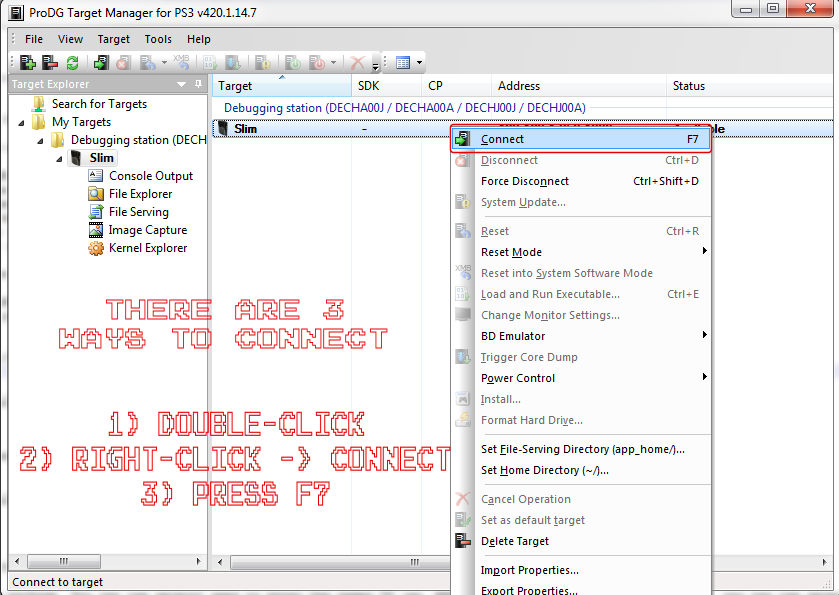 ProDG Target Manager for PS3 v420.1.14.7
File View Target Tools Help
Target Explorer
Search for Targets
My Targets
Debugging station (DECH
Slim
Console Output
File Explorer
File Serving
Image Capture
Kernel Explorer
Target SDK CP Address Status
Debugging station (DECHA00J / DECHA00A / DECHJ00J / DECHJ00A)
Slim -
Connect F7
Disconnect Ctrl+D
Force Disconnect Ctrl+Shift+D
System Update...
Reset Ctrl+R
Reset Mode
XMB Reset into System Software Mode
Load and Run Executable... Ctrl+E
Change Monitor Settings...
BD Emulator
Trigger Core Dump
Power Control
Install...
Format Hard Drive...
Set File-Serving Directory (app_home/)...
Set Home Directory (~/)...
Cancel Operation
Set as default target
Delete Target
Import Properties...
Export Properties...
THERE ARE 3
WAYS TO CONNECT
1) DOUBLE-CLICK
2) RIGHT-CLICK -> CONNECT
3) PRESS F7
Connect to target